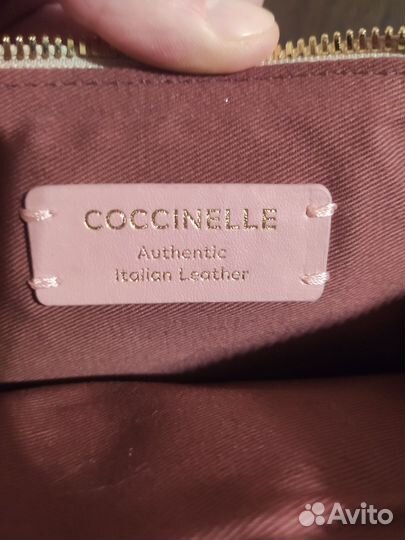 COCCINELLE
Authentic
Italian Leather
Avito